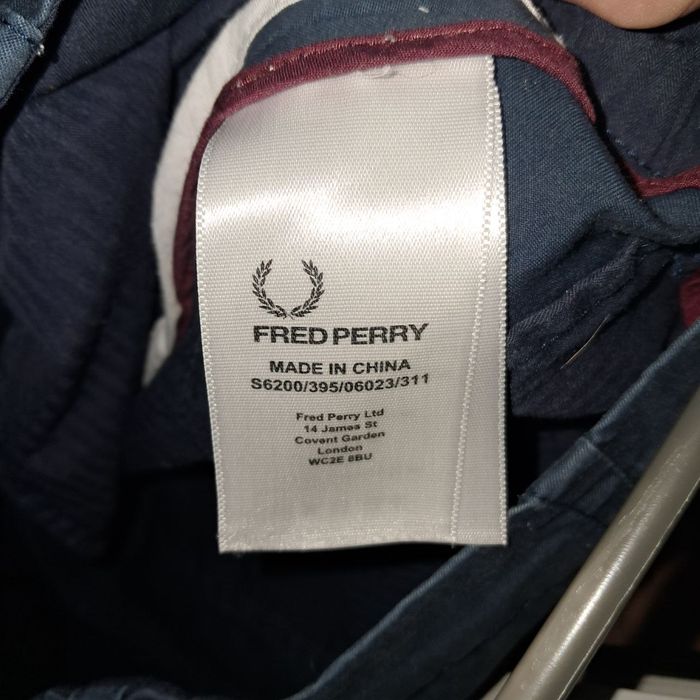 FRED PERRY
MADE IN CHINA
S6200/395/06023/311
Fred Perry Ltd
14 James St
Covent Garden
London
WC2E 8BU